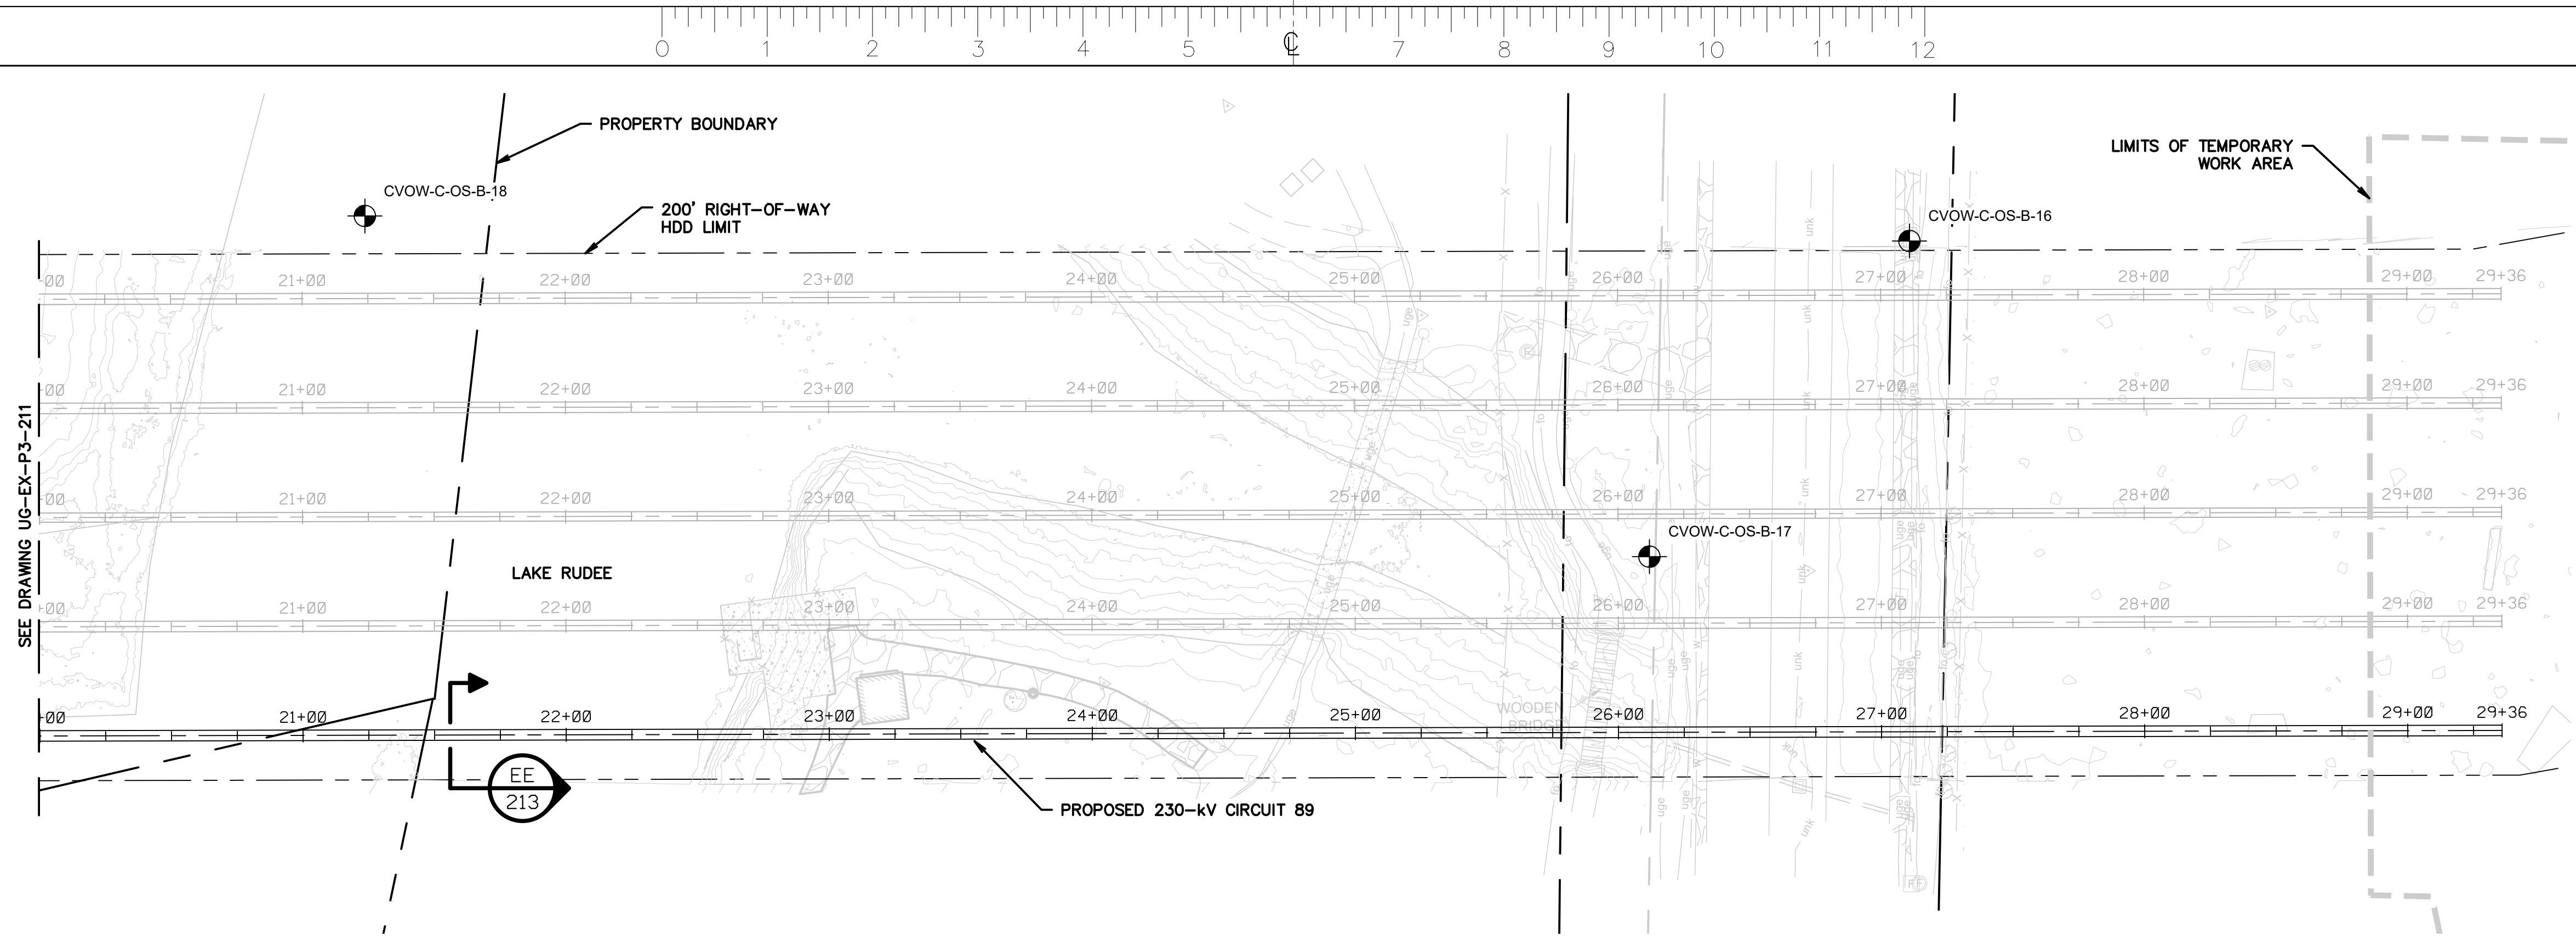 0 1 2 3 4 5 ℄ 7 8 9 10 11 12
PROPERTY BOUNDARY
LIMITS OF TEMPORARY
WORK AREA
CVOW-C-OS-B-18
200' RIGHT-OF-WAY
HDD LIMIT
CVOW-C-OS-B-16
+00 21+00 22+00 23+00 24+00 25+00 26+00 27+00 28+00 29+00 29+36
+00 21+00 22+00 23+00 24+00 25+00 26+00 27+00 28+00 29+00 29+36
SEE DRAWING UG-EX-P3-211
+00 21+00 22+00 23+00 24+00 25+00 26+00 27+00 28+00 29+00 29+36
CVOW-C-OS-B-17
LAKE RUDEE
+00 21+00 22+00 23+00 24+00 25+00 26+00 27+00 28+00 29+00 29+36
WOODEN
BRIDGE
+00 21+00 22+00 23+00 24+00 25+00 26+00 27+00 28+00 29+00 29+36
EE
213
PROPOSED 230-kV CIRCUIT 89